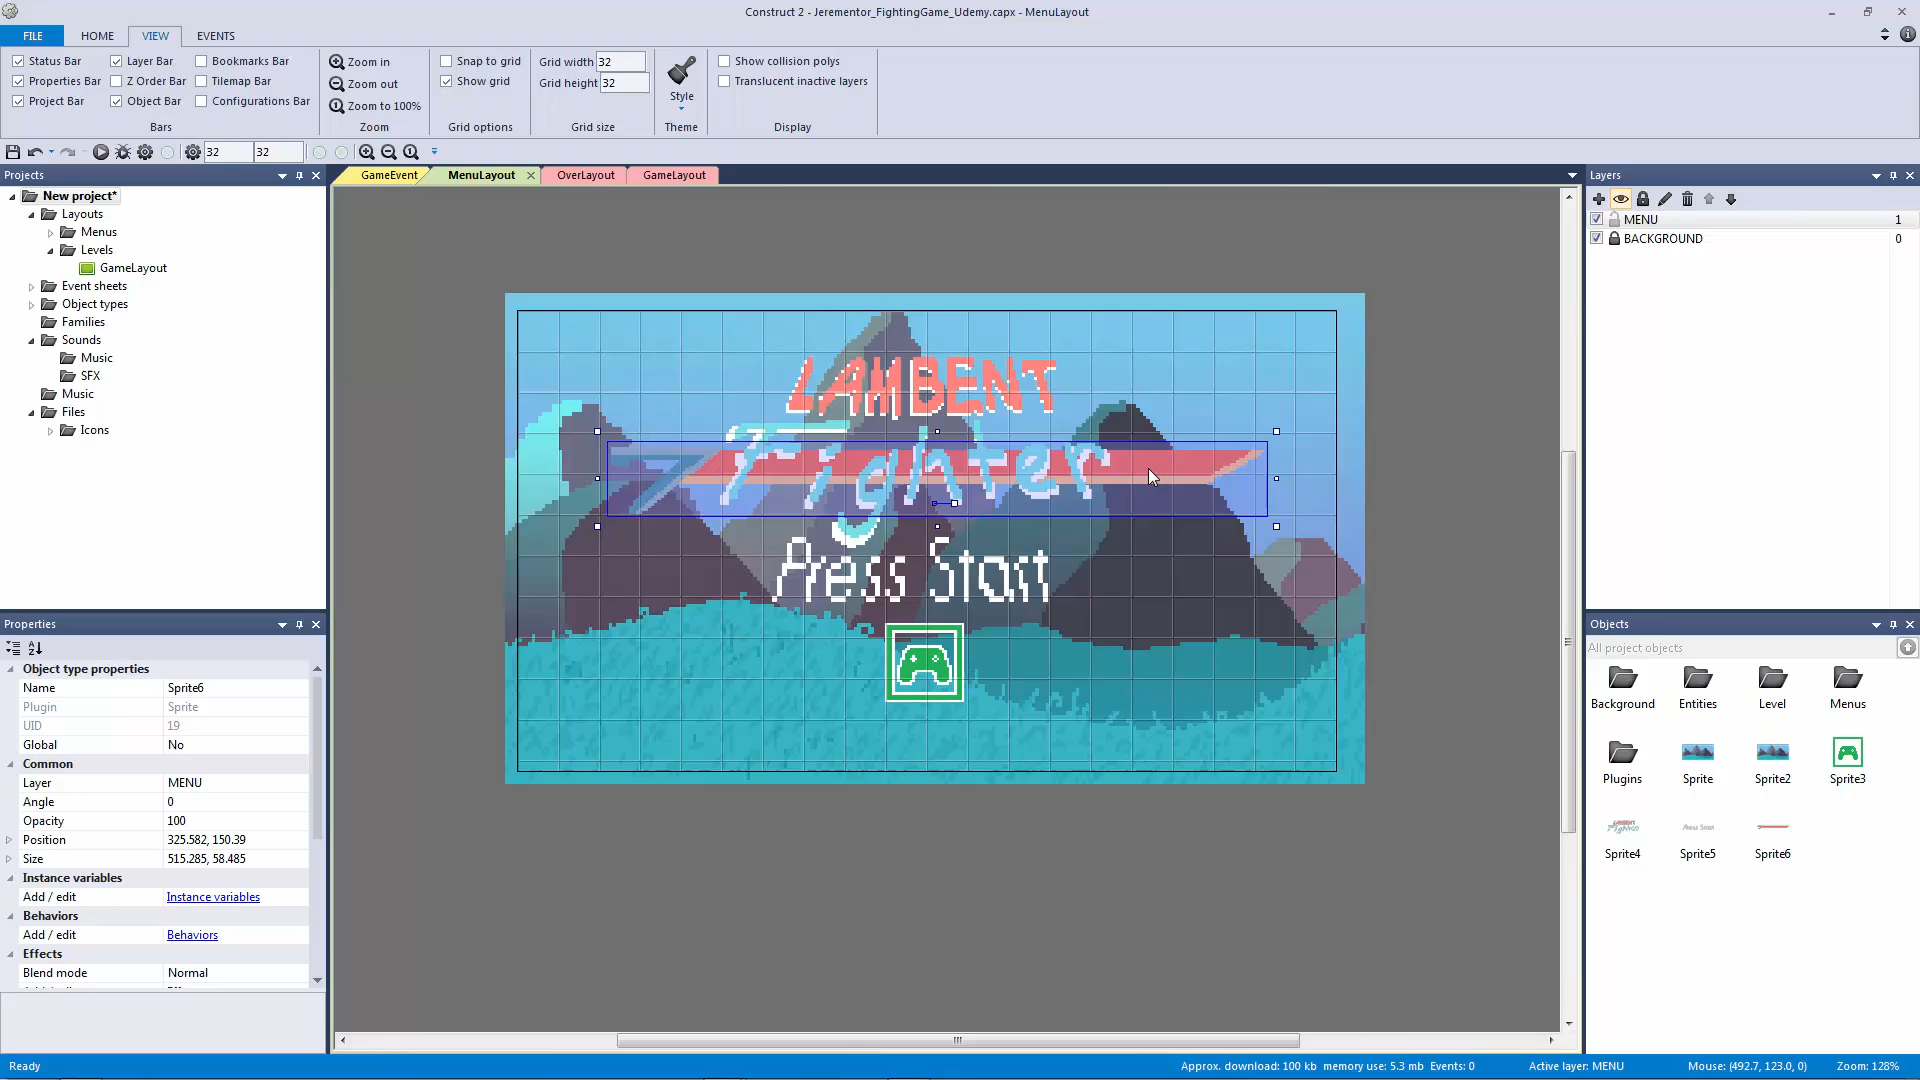 Construct 2 - Jerementor_FightingGame_Udemy.capx - MenuLayout
FILE HOME VIEW EVENTS
Status Bar Layer Bar Bookmarks Bar
Properties Bar Z Order Bar Tilemap Bar
Project Bar Object Bar Configurations Bar
Bars
Zoom in
Zoom out
Zoom to 100%
Zoom
Snap to grid
Show grid
Grid options
Grid width 32
Grid height 32
Grid size
Style
Theme
Show collision polys
Translucent inactive layers
Display
32 32
Projects
New project*
Layouts
Menus
Levels
GameLayout
Event sheets
Object types
Families
Sounds
Music
SFX
Music
Files
Icons
Properties
Object type properties
Name Sprite6
Plugin Sprite
UID 19
Global No
Common
Layer MENU
Angle 0
Opacity 100
Position 325.582, 150.39
Size 515.285, 58.485
Instance variables
Add / edit Instance variables
Behaviors
Add / edit Behaviors
Effects
Blend mode Normal
GameEvent MenuLayout OverLayout GameLayout
LAMBENT
Fighter
Press Start
Layers
MENU 1
BACKGROUND 0
Objects
All project objects
Background Entities Level Menus
Plugins Sprite Sprite2 Sprite3
Sprite4 Sprite5 Sprite6
Ready Approx. download: 100 kb memory use: 5.3 mb Events: 0 Active layer: MENU Mouse: (492.7, 123.0, 0) Zoom: 128%